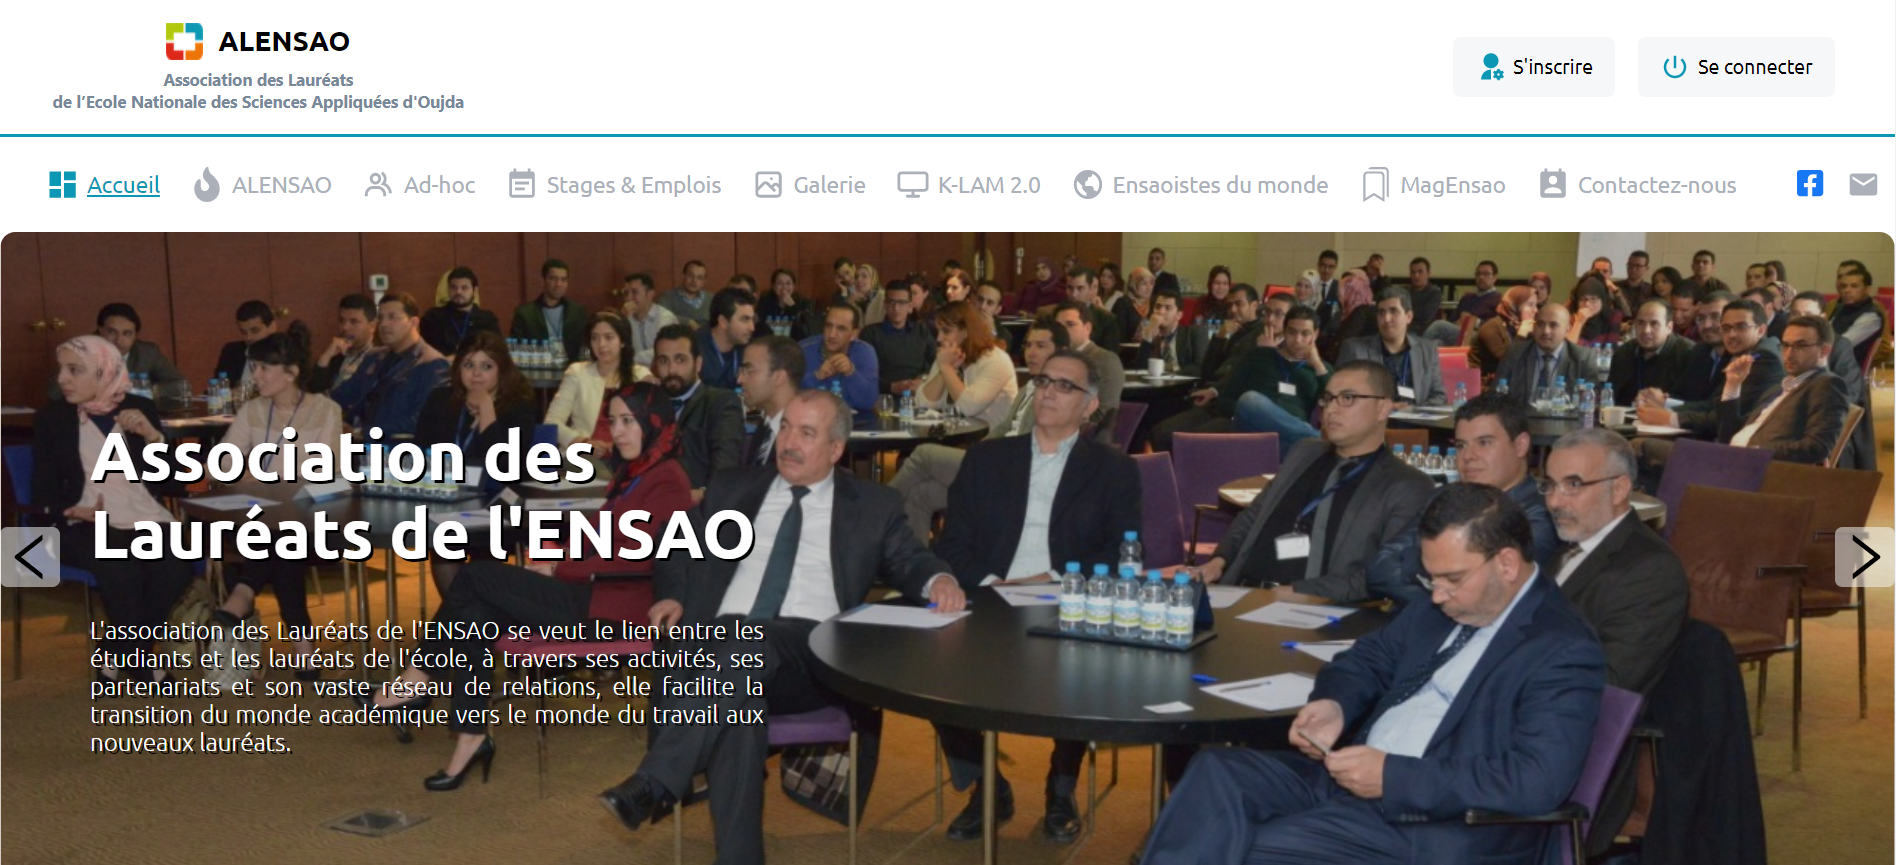 ALENSAO
Association des Lauréats
de l'Ecole Nationale des Sciences Appliquées d'Oujda
S'inscrire
Se connecter
Accueil
ALENSAO
Ad-hoc
Stages & Emplois
Galerie
K-LAM 2.0
Ensaoistes du monde
MagEnsao
Contactez-nous
Association des
Lauréats de l'ENSAO
L'association des Lauréats de l'ENSAO se veut le lien entre les
étudiants et les lauréats de l'école, à travers ses activités, ses
partenariats et son vaste réseau de relations, elle facilite la
transition du monde académique vers le monde du travail aux
nouveaux lauréats.